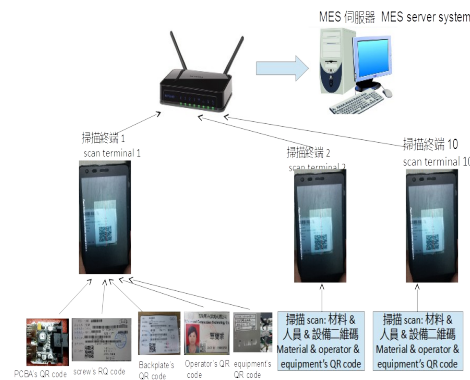 MES 伺服器 MES server system
掃描終端 1
scan terminal 1
掃描終端 2
scan terminal 2
掃描終端 10
scan terminal 10
PCBA's QR code
screw's RQ code
Backplate's
QR code
Operator's QR
code
equipment's
QR code
掃描 scan: 材料 &
人員 & 設備二維碼
Material & operator &
equipment's QR code
掃描 scan: 材料 &
人員 & 設備二維碼
Material & operator &
equipment's QR code